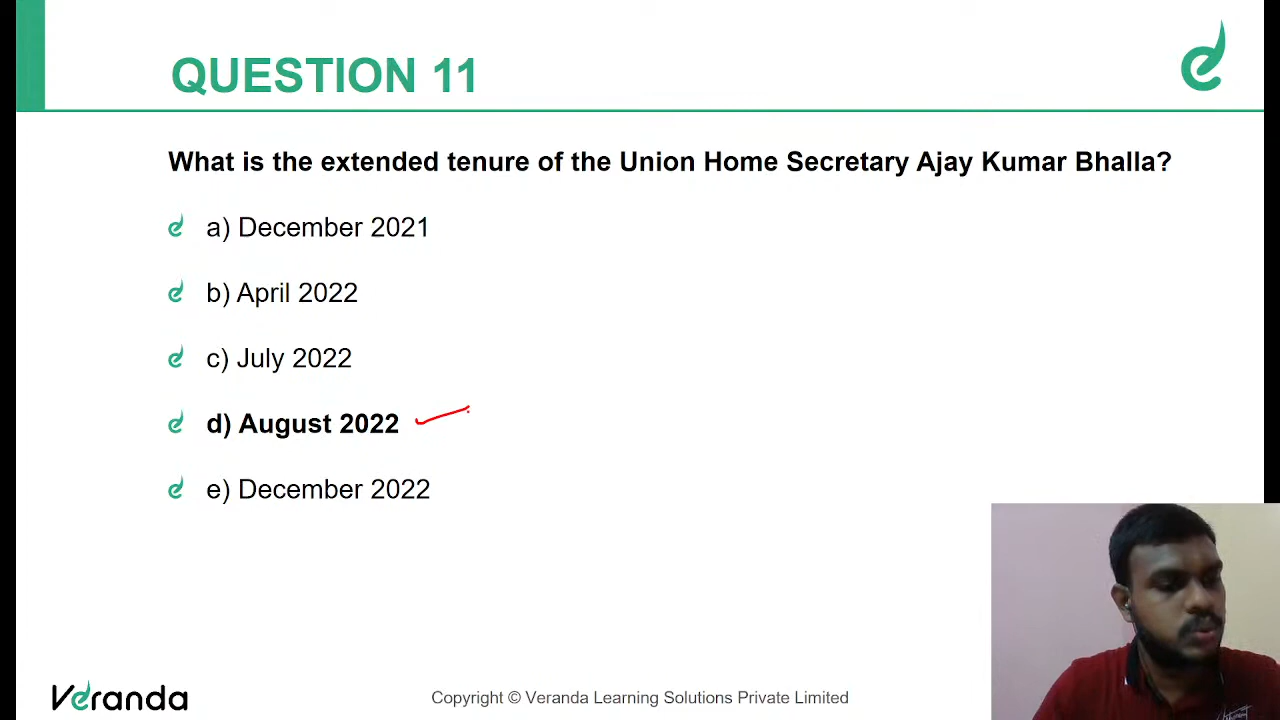 QUESTION 11
What is the extended tenure of the Union Home Secretary Ajay Kumar Bhalla?
a) December 2021
b) April 2022
c) July 2022
d) August 2022
e) December 2022
Veranda
Copyright © Veranda Learning Solutions Private Limited